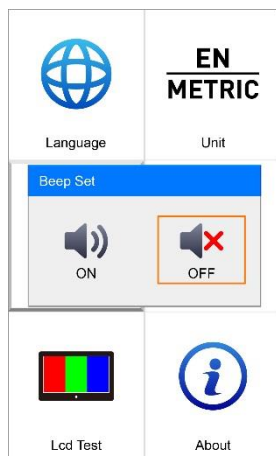 EN
METRIC
Language
Unit
Beep Set
ON
OFF
Lcd Test
About